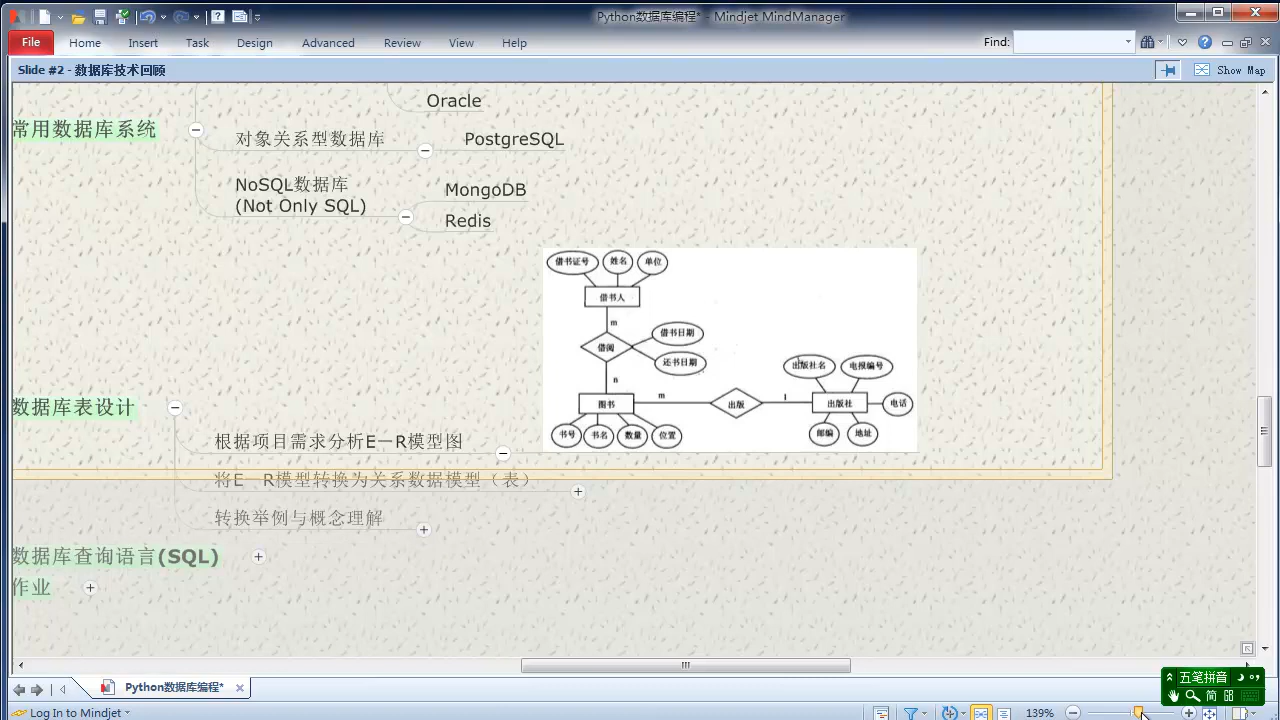 Python数据库编程* - Mindjet MindManager
File Home Insert Task Design Advanced Review View Help Find:
Slide #2 - 数据库技术回顾 Show Map
Oracle
常用数据库系统
对象关系型数据库 PostgreSQL
NoSQL数据库
(Not Only SQL)
MongoDB
Redis
借书证号 姓名 单位
借书人
m
借阅
借书日期
还书日期
n
出版社名 电报编号
图书 m 出版 1 出版社 电话
书号 书名 数量 位置 邮编 地址
数据库表设计
根据项目需求分析E—R模型图
将E—R模型转换为关系数据模型（表）
转换举例与概念理解
数据库查询语言(SQL)
作业
五笔拼音
简
Python数据库编程*
Log In to Mindjet 139%